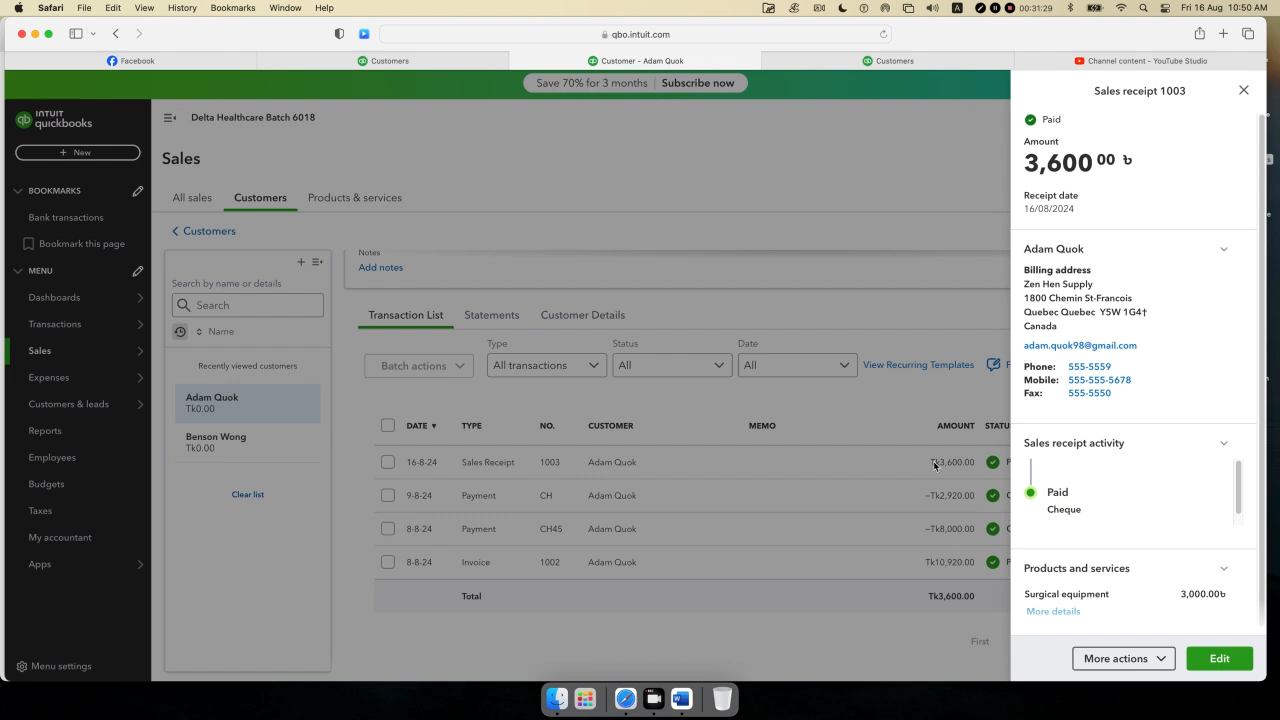 Safari File Edit View History Bookmarks Window Help 00:31:29 Fri 16 Aug 10:50 AM
qbo.intuit.com
Facebook Customers Customer – Adam Quok Customers Channel content – YouTube Studio
Save 70% for 3 months Subscribe now
INTUIT
quickbooks
+ New
BOOKMARKS
Bank transactions
Bookmark this page
MENU
Dashboards
Transactions
Sales
Expenses
Customers & leads
Reports
Employees
Budgets
Taxes
My accountant
Apps
Menu settings
Delta Healthcare Batch 6018
Sales
All sales Customers Products & services
Customers
Search by name or details
Search
Name
Recently viewed customers
Adam Quok
Tk0.00
Benson Wong
Tk0.00
Clear list
Notes
Add notes
Transaction List Statements Customer Details
Type Status Date
Batch actions All transactions All All View Recurring Templates
DATE ▼ TYPE NO. CUSTOMER MEMO AMOUNT STATU
16-8-24 Sales Receipt 1003 Adam Quok Tk3,600.00
9-8-24 Payment CH Adam Quok –Tk2,920.00
8-8-24 Payment CH45 Adam Quok –Tk8,000.00
8-8-24 Invoice 1002 Adam Quok Tk10,920.00
Total Tk3,600.00
First
Sales receipt 1003
Paid
Amount
3,600 00 ৳
Receipt date
16/08/2024
Adam Quok
Billing address
Zen Hen Supply
1800 Chemin St-Francois
Quebec Quebec Y5W 1G4†
Canada
adam.quok98@gmail.com
Phone: 555-5559
Mobile: 555-555-5678
Fax: 555-5550
Sales receipt activity
Paid
Cheque
Products and services
Surgical equipment 3,000.00৳
More details
More actions Edit